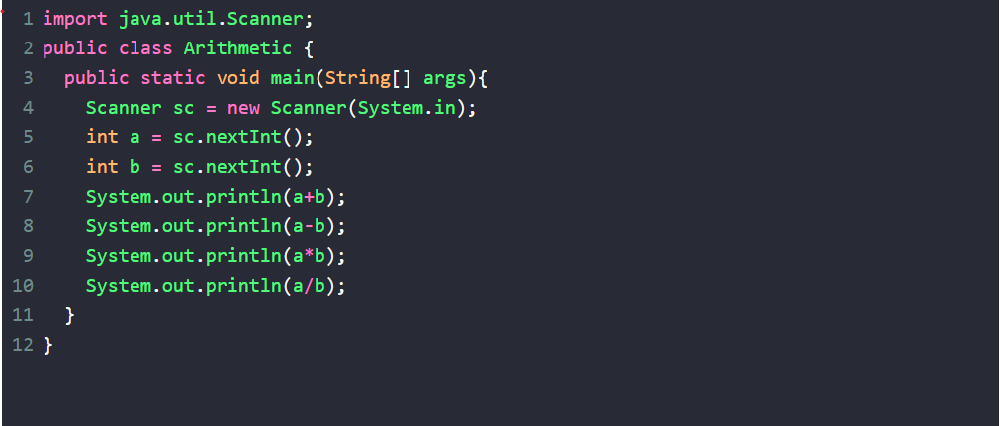 1 import java.util.Scanner;
2 public class Arithmetic {
3   public static void main(String[] args){
4     Scanner sc = new Scanner(System.in);
5     int a = sc.nextInt();
6     int b = sc.nextInt();
7     System.out.println(a+b);
8     System.out.println(a-b);
9     System.out.println(a*b);
10     System.out.println(a/b);
11   }
12 }